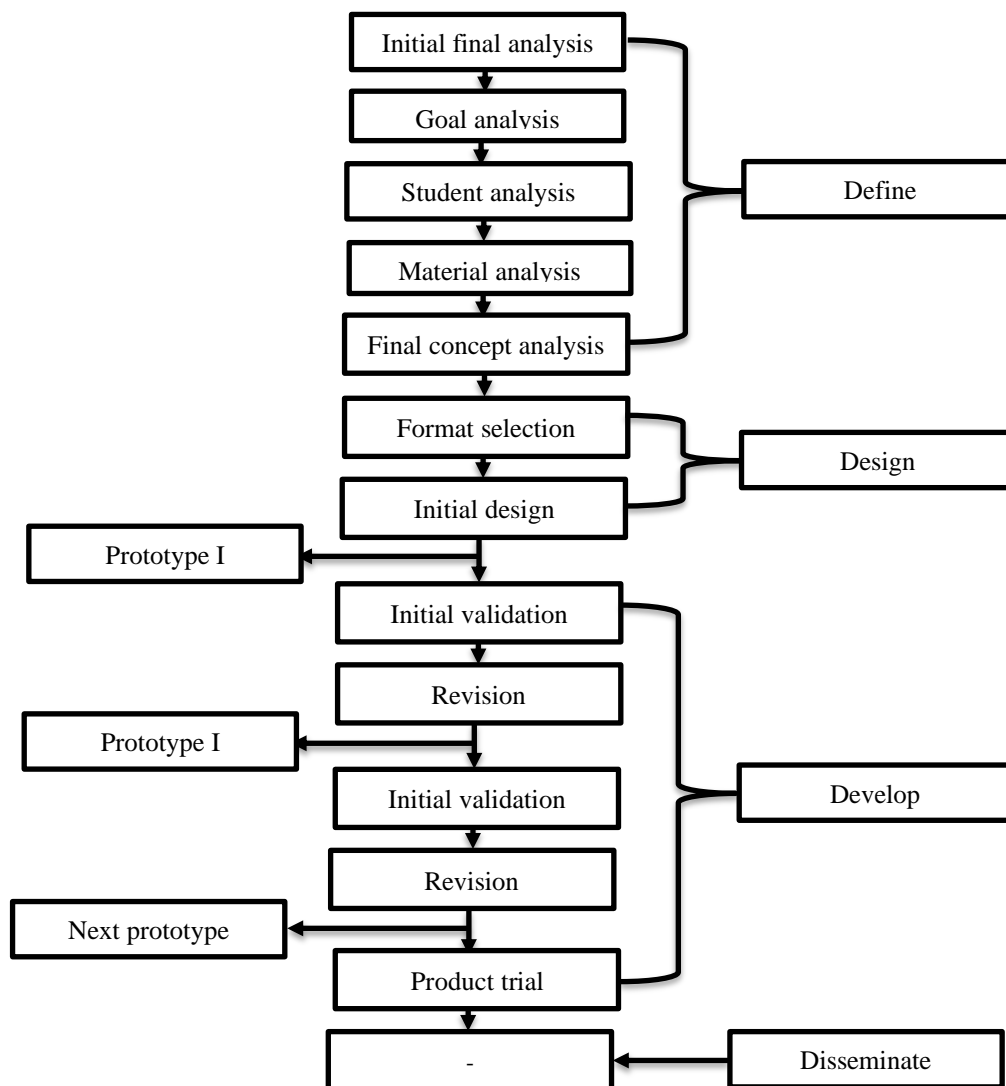 Initial final analysis
Goal analysis
Student analysis
Define
Material analysis
Final concept analysis
Format selection
Design
Initial design
Prototype I
Initial validation
Revision
Prototype I
Initial validation
Develop
Revision
Next prototype
Product trial
-
Disseminate